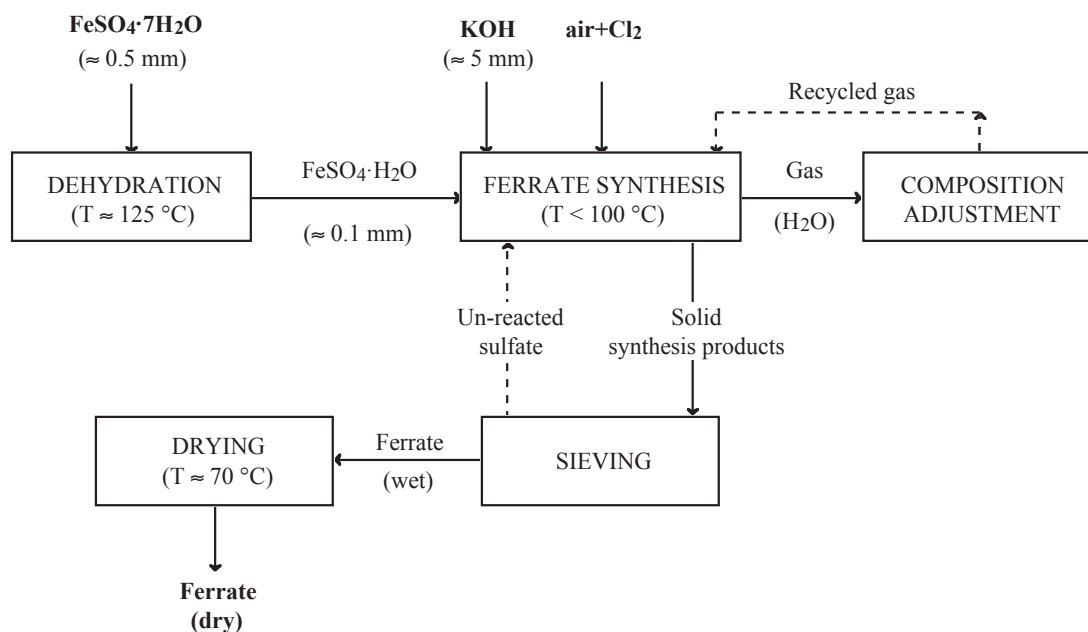 FeSO₄·7H₂O
(≈ 0.5 mm)
KOH
(≈ 5 mm)
air+Cl₂
Recycled gas
DEHYDRATION
(T ≈ 125 °C)
FeSO₄·H₂O
(≈ 0.1 mm)
FERRATE SYNTHESIS
(T < 100 °C)
Gas
(H₂O)
COMPOSITION
ADJUSTMENT
Un-reacted
sulfate
Solid
synthesis products
DRYING
(T ≈ 70 °C)
Ferrate
(wet)
SIEVING
Ferrate
(dry)